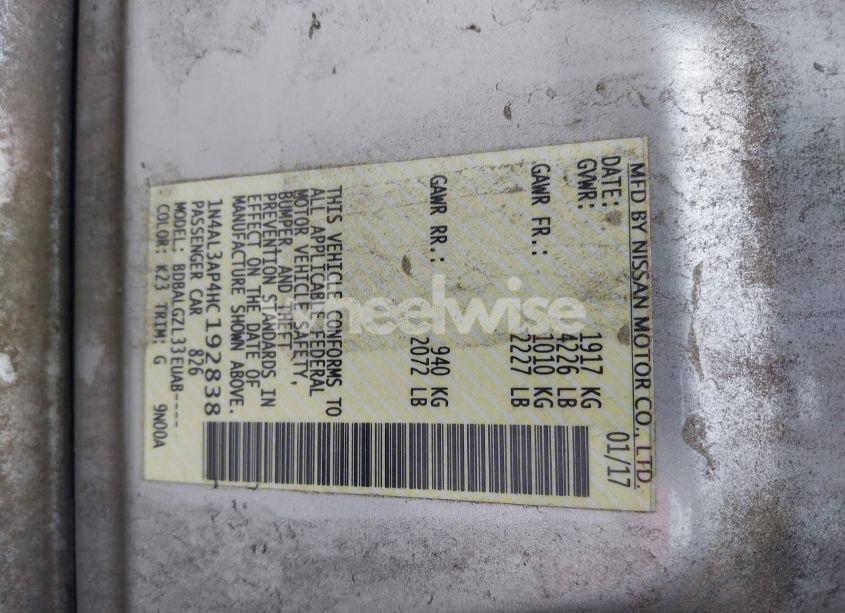 MFD BY NISSAN MOTOR CO., LTD.
DATE: 01/17
GVWR: 1917 KG
4226 LB
GAWR FR.: 1010 KG
2227 LB
GAWR RR.: 940 KG
2072 LB
THIS VEHICLE CONFORMS TO
ALL APPLICABLE FEDERAL
MOTOR VEHICLE SAFETY,
BUMPER AND THEFT
PREVENTION STANDARDS IN
EFFECT ON THE DATE OF
MANUFACTURE SHOWN ABOVE.
1N4AL3AP4HC192838
PASSENGER CAR 826
MODEL: BDBALGZL33EUAB----
COLOR: K23 TRIM: G 9N00A
wheelwise